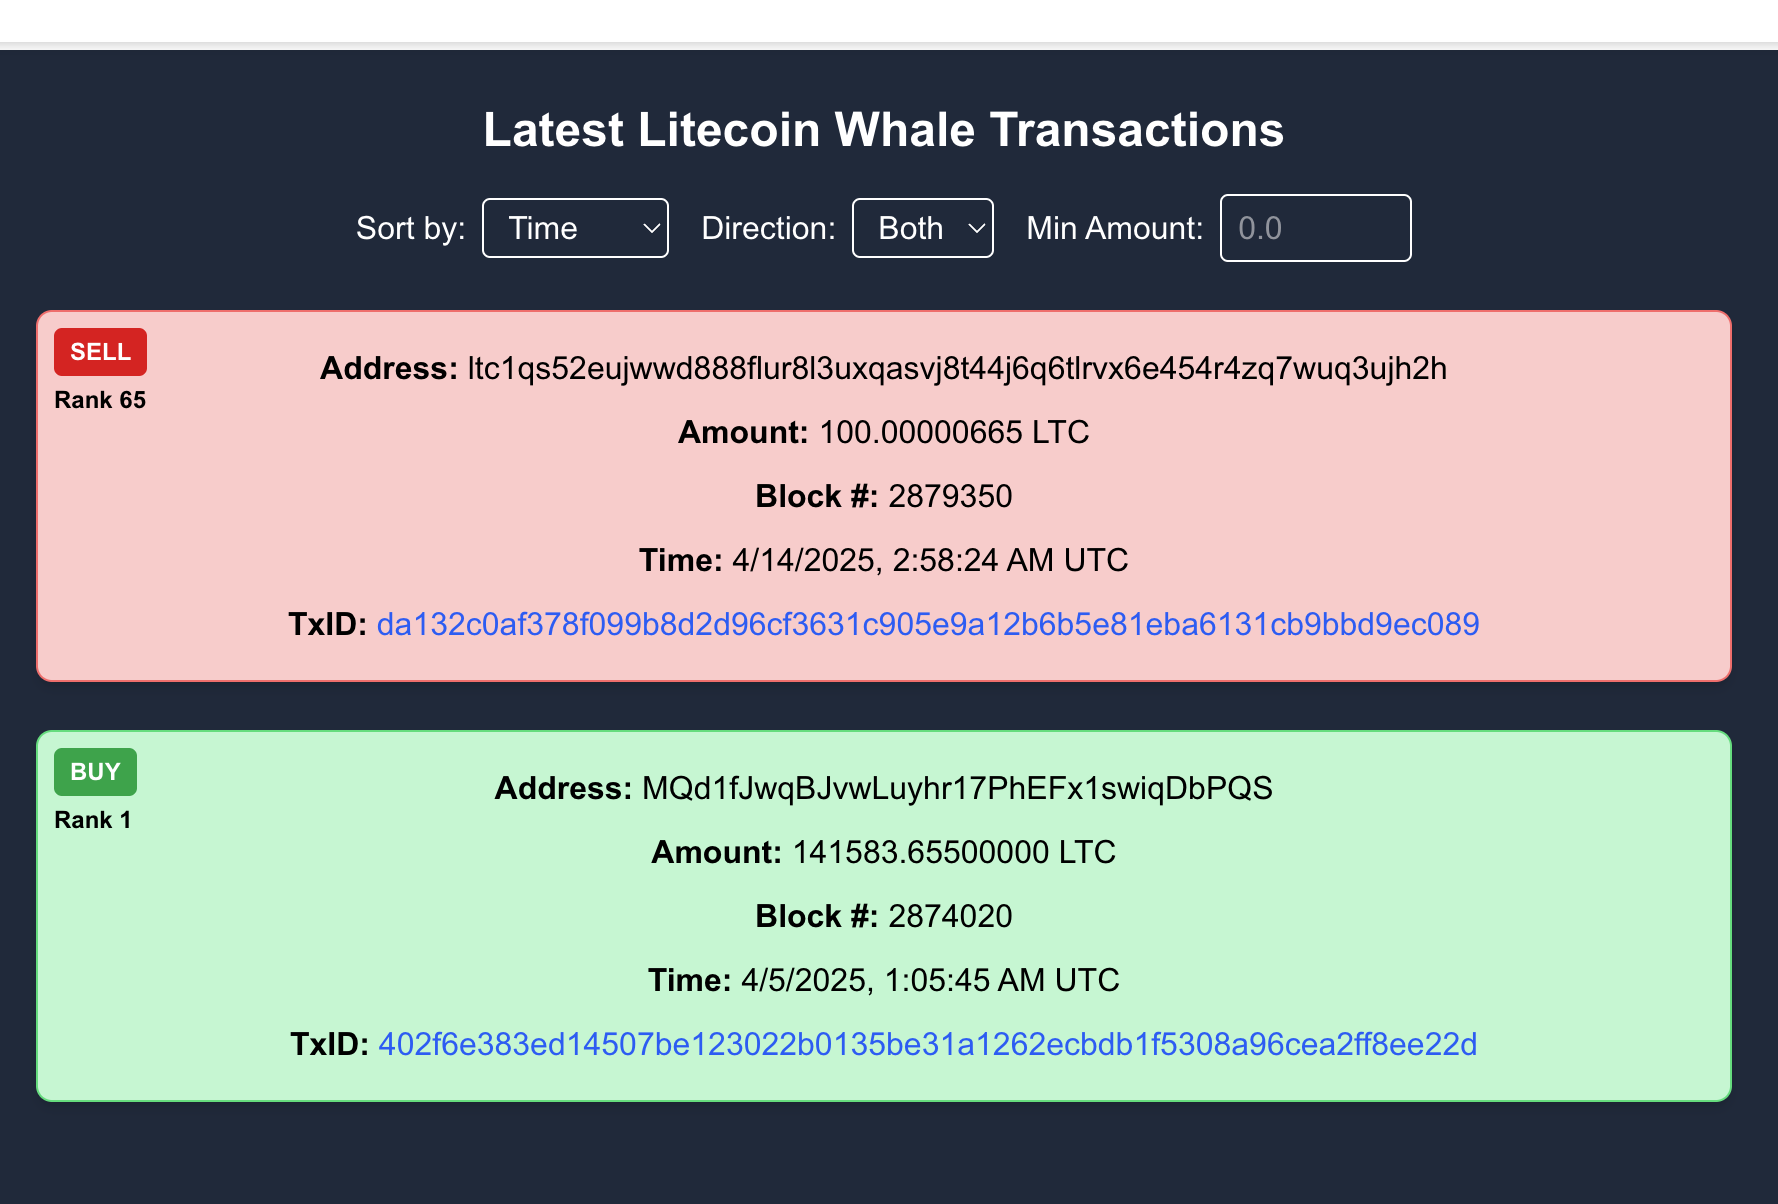 Latest Litecoin Whale Transactions
Sort by: Time Direction: Both Min Amount: 0.0
SELL
Rank 65
Address: ltc1qs52eujwwd888flur8l3uxqasvj8t44j6q6tlrvx6e454r4zq7wuq3ujh2h
Amount: 100.00000665 LTC
Block #: 2879350
Time: 4/14/2025, 2:58:24 AM UTC
TxID: da132c0af378f099b8d2d96cf3631c905e9a12b6b5e81eba6131cb9bbd9ec089
BUY
Rank 1
Address: MQd1fJwqBJvwLuyhr17PhEFx1swiqDbPQS
Amount: 141583.65500000 LTC
Block #: 2874020
Time: 4/5/2025, 1:05:45 AM UTC
TxID: 402f6e383ed14507be123022b0135be31a1262ecbdb1f5308a96cea2ff8ee22d